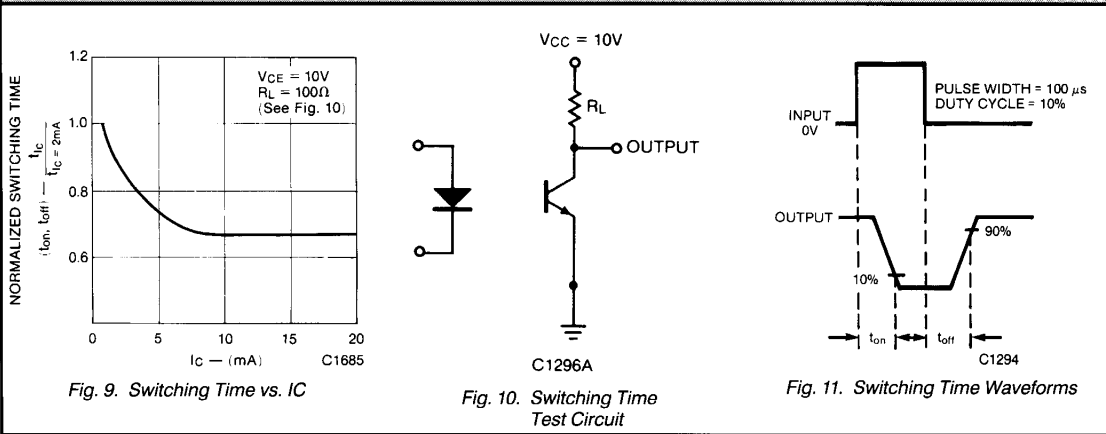 NORMALIZED SWITCHING TIME
(ton, toff) — tIC / tIC = 2mA
1.2
1.0
0.8
0.6
VCE = 10V
RL = 100Ω
(See Fig. 10)
0 5 10 15 20
IC — (mA)
C1685
Fig. 9. Switching Time vs. IC
VCC = 10V
RL
OUTPUT
C1296A
Fig. 10. Switching Time
Test Circuit
PULSE WIDTH = 100 µs
DUTY CYCLE = 10%
INPUT
0V
OUTPUT
90%
10%
ton
toff
C1294
Fig. 11. Switching Time Waveforms